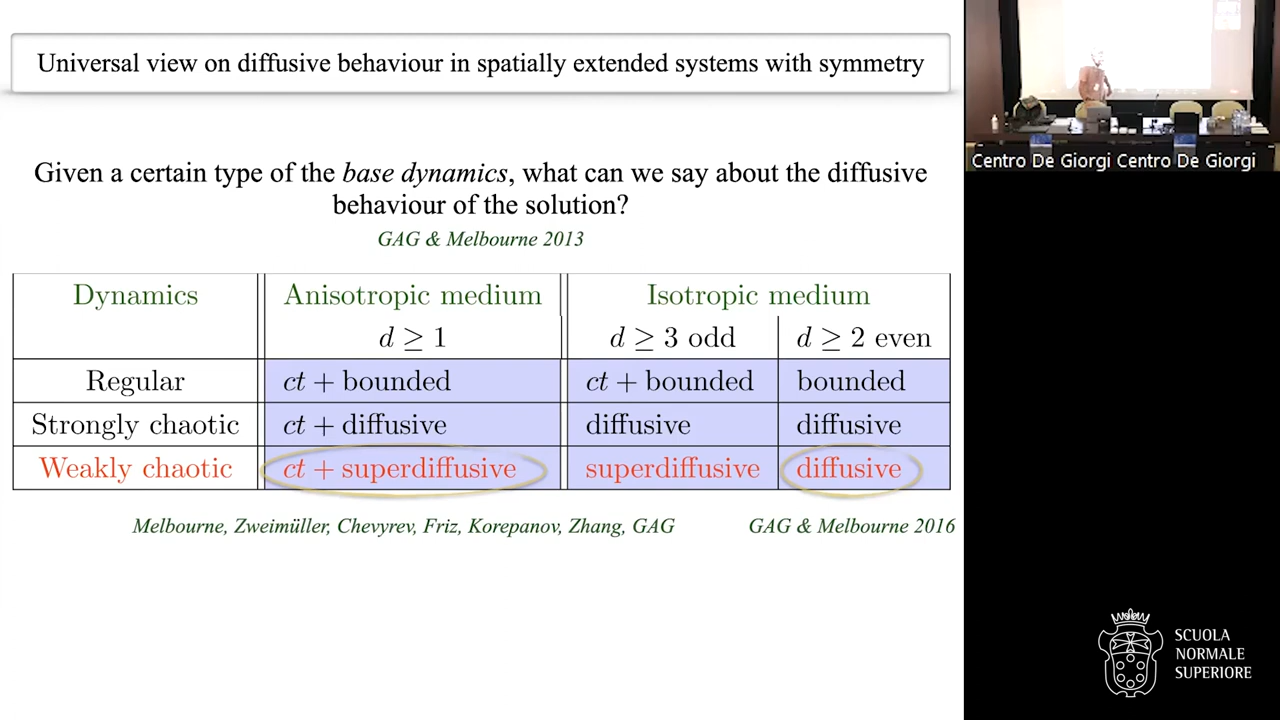 Universal view on diffusive behaviour in spatially extended systems with symmetry
Given a certain type of the base dynamics, what can we say about the diffusive
behaviour of the solution?
GAG & Melbourne 2013
Dynamics Anisotropic medium Isotropic medium
d ≥ 1 d ≥ 3 odd d ≥ 2 even
Regular ct + bounded ct + bounded bounded
Strongly chaotic ct + diffusive diffusive diffusive
Weakly chaotic ct + superdiffusive superdiffusive diffusive
Melbourne, Zweimüller, Chevyrev, Friz, Korepanov, Zhang, GAG GAG & Melbourne 2016
Centro De Giorgi Centro De Giorgi
SCUOLA
NORMALE
SUPERIORE